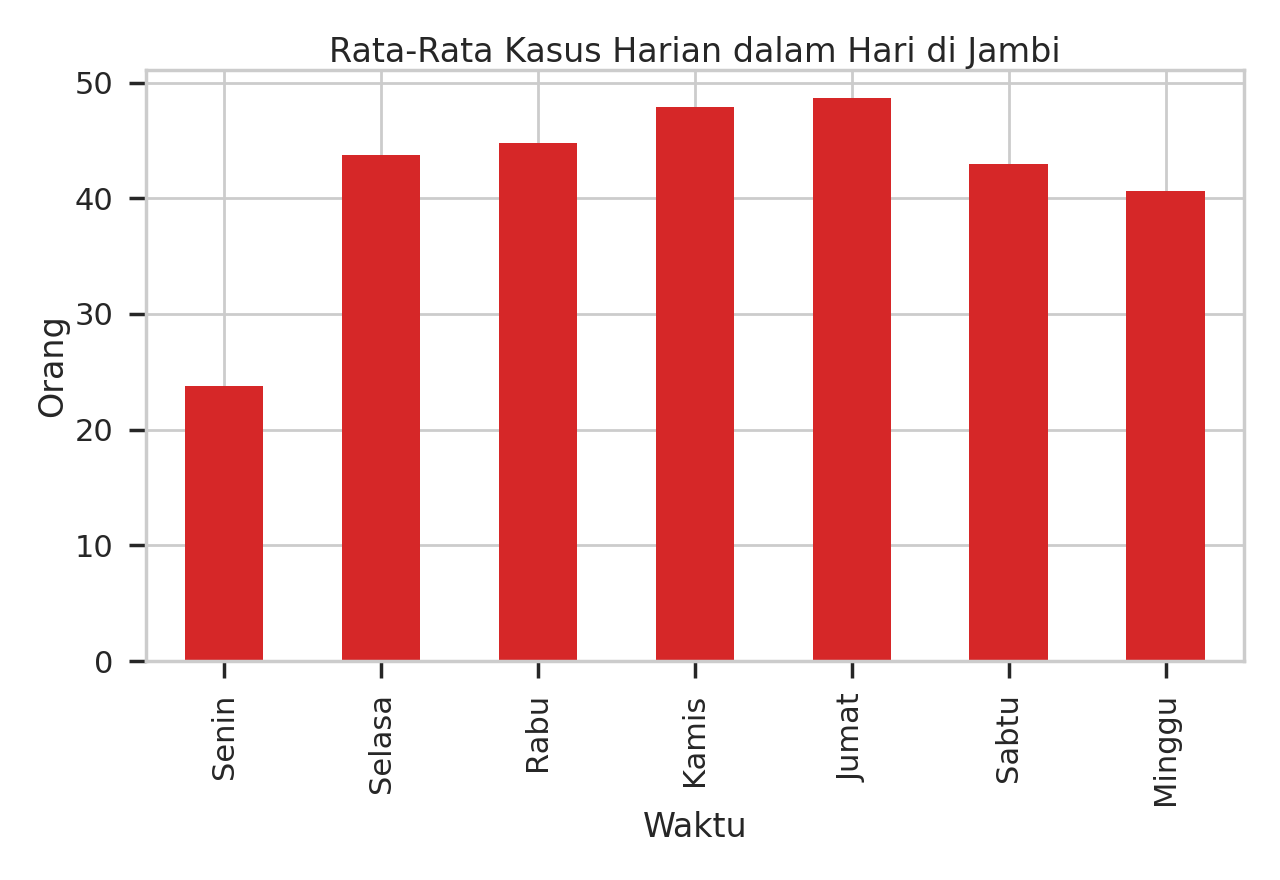 Rata-Rata Kasus Harian dalam Hari di Jambi
50
40
30
20
10
0
Orang
Senin
Selasa
Rabu
Kamis
Jumat
Sabtu
Minggu
Waktu